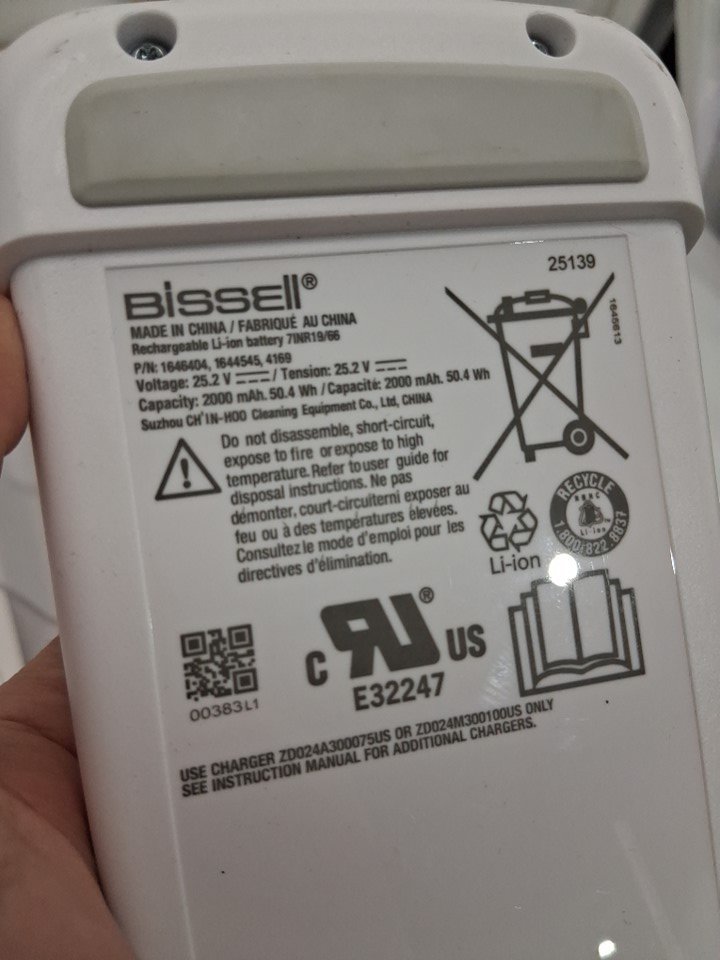 25139
BISSELL®
MADE IN CHINA / FABRIQUÉ AU CHINA
Rechargeable Li-ion battery 7INR19/66
P/N: 1646404, 1644545, 4169
Voltage: 25.2 V / Tension: 25.2 V
Capacity: 2000 mAh. 50.4 Wh / Capacité: 2000 mAh. 50.4 Wh
Suzhou CH'IN-HOO Cleaning Equipment Co., Ltd, CHINA
1645613
Do not disassemble, short-circuit,
expose to fire or expose to high
temperature. Refer to user guide for
disposal instructions. Ne pas
démonter, court-circuiterni exposer au
feu ou à des températures élevées.
Consultez le mode d'emploi pour les
directives d'élimination.
RECYCLE
RBRC
Li-ion
1.800.822.8837
Li-ion
00383L1
C RU® US
E32247
USE CHARGER ZD024A300075US OR ZD024M300100US ONLY
SEE INSTRUCTION MANUAL FOR ADDITIONAL CHARGERS.